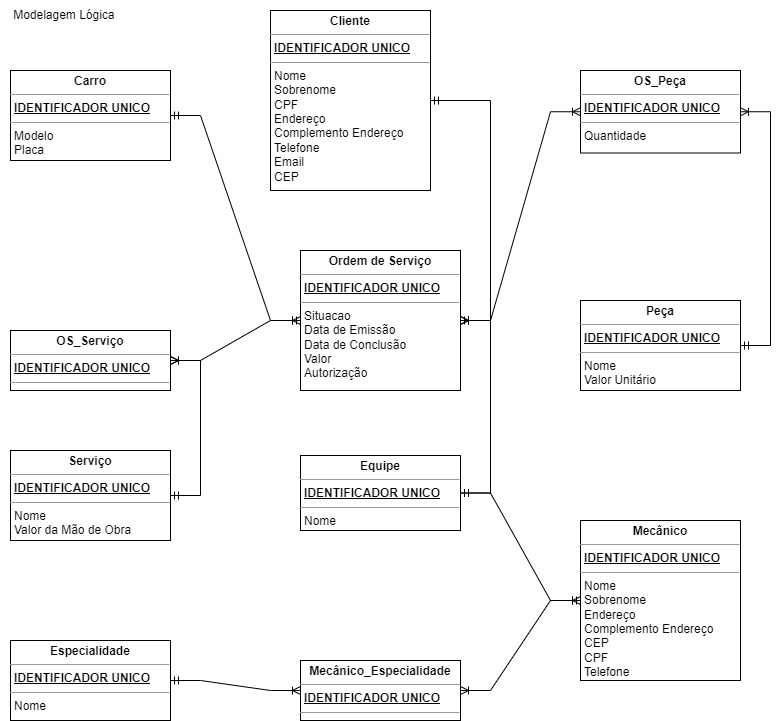 Modelagem Lógica
Cliente
IDENTIFICADOR UNICO
Nome
Sobrenome
CPF
Endereço
Complemento Endereço
Telefone
Email
CEP
Carro
IDENTIFICADOR UNICO
Modelo
Placa
OS_Peça
IDENTIFICADOR UNICO
Quantidade
Ordem de Serviço
IDENTIFICADOR UNICO
Situacao
Data de Emissão
Data de Conclusão
Valor
Autorização
OS_Serviço
IDENTIFICADOR UNICO
Peça
IDENTIFICADOR UNICO
Nome
Valor Unitário
Serviço
IDENTIFICADOR UNICO
Nome
Valor da Mão de Obra
Equipe
IDENTIFICADOR UNICO
Nome
Mecânico
IDENTIFICADOR UNICO
Nome
Sobrenome
Endereço
Complemento Endereço
CEP
CPF
Telefone
Especialidade
IDENTIFICADOR UNICO
Nome
Mecânico_Especialidade
IDENTIFICADOR UNICO